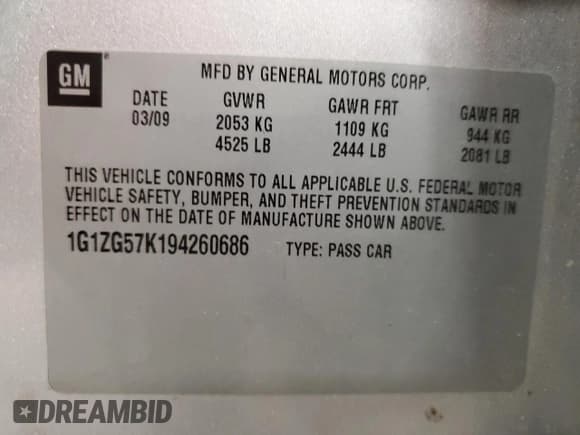 GM
MFD BY GENERAL MOTORS CORP.
DATE GVWR GAWR FRT GAWR RR
03/09 2053 KG 1109 KG 944 KG
4525 LB 2444 LB 2081 LB
THIS VEHICLE CONFORMS TO ALL APPLICABLE U.S. FEDERAL MOTOR
VEHICLE SAFETY, BUMPER, AND THEFT PREVENTION STANDARDS IN
EFFECT ON THE DATE OF MANUFACTURE SHOWN ABOVE.
1G1ZG57K194260686 TYPE: PASS CAR
DREAMBID